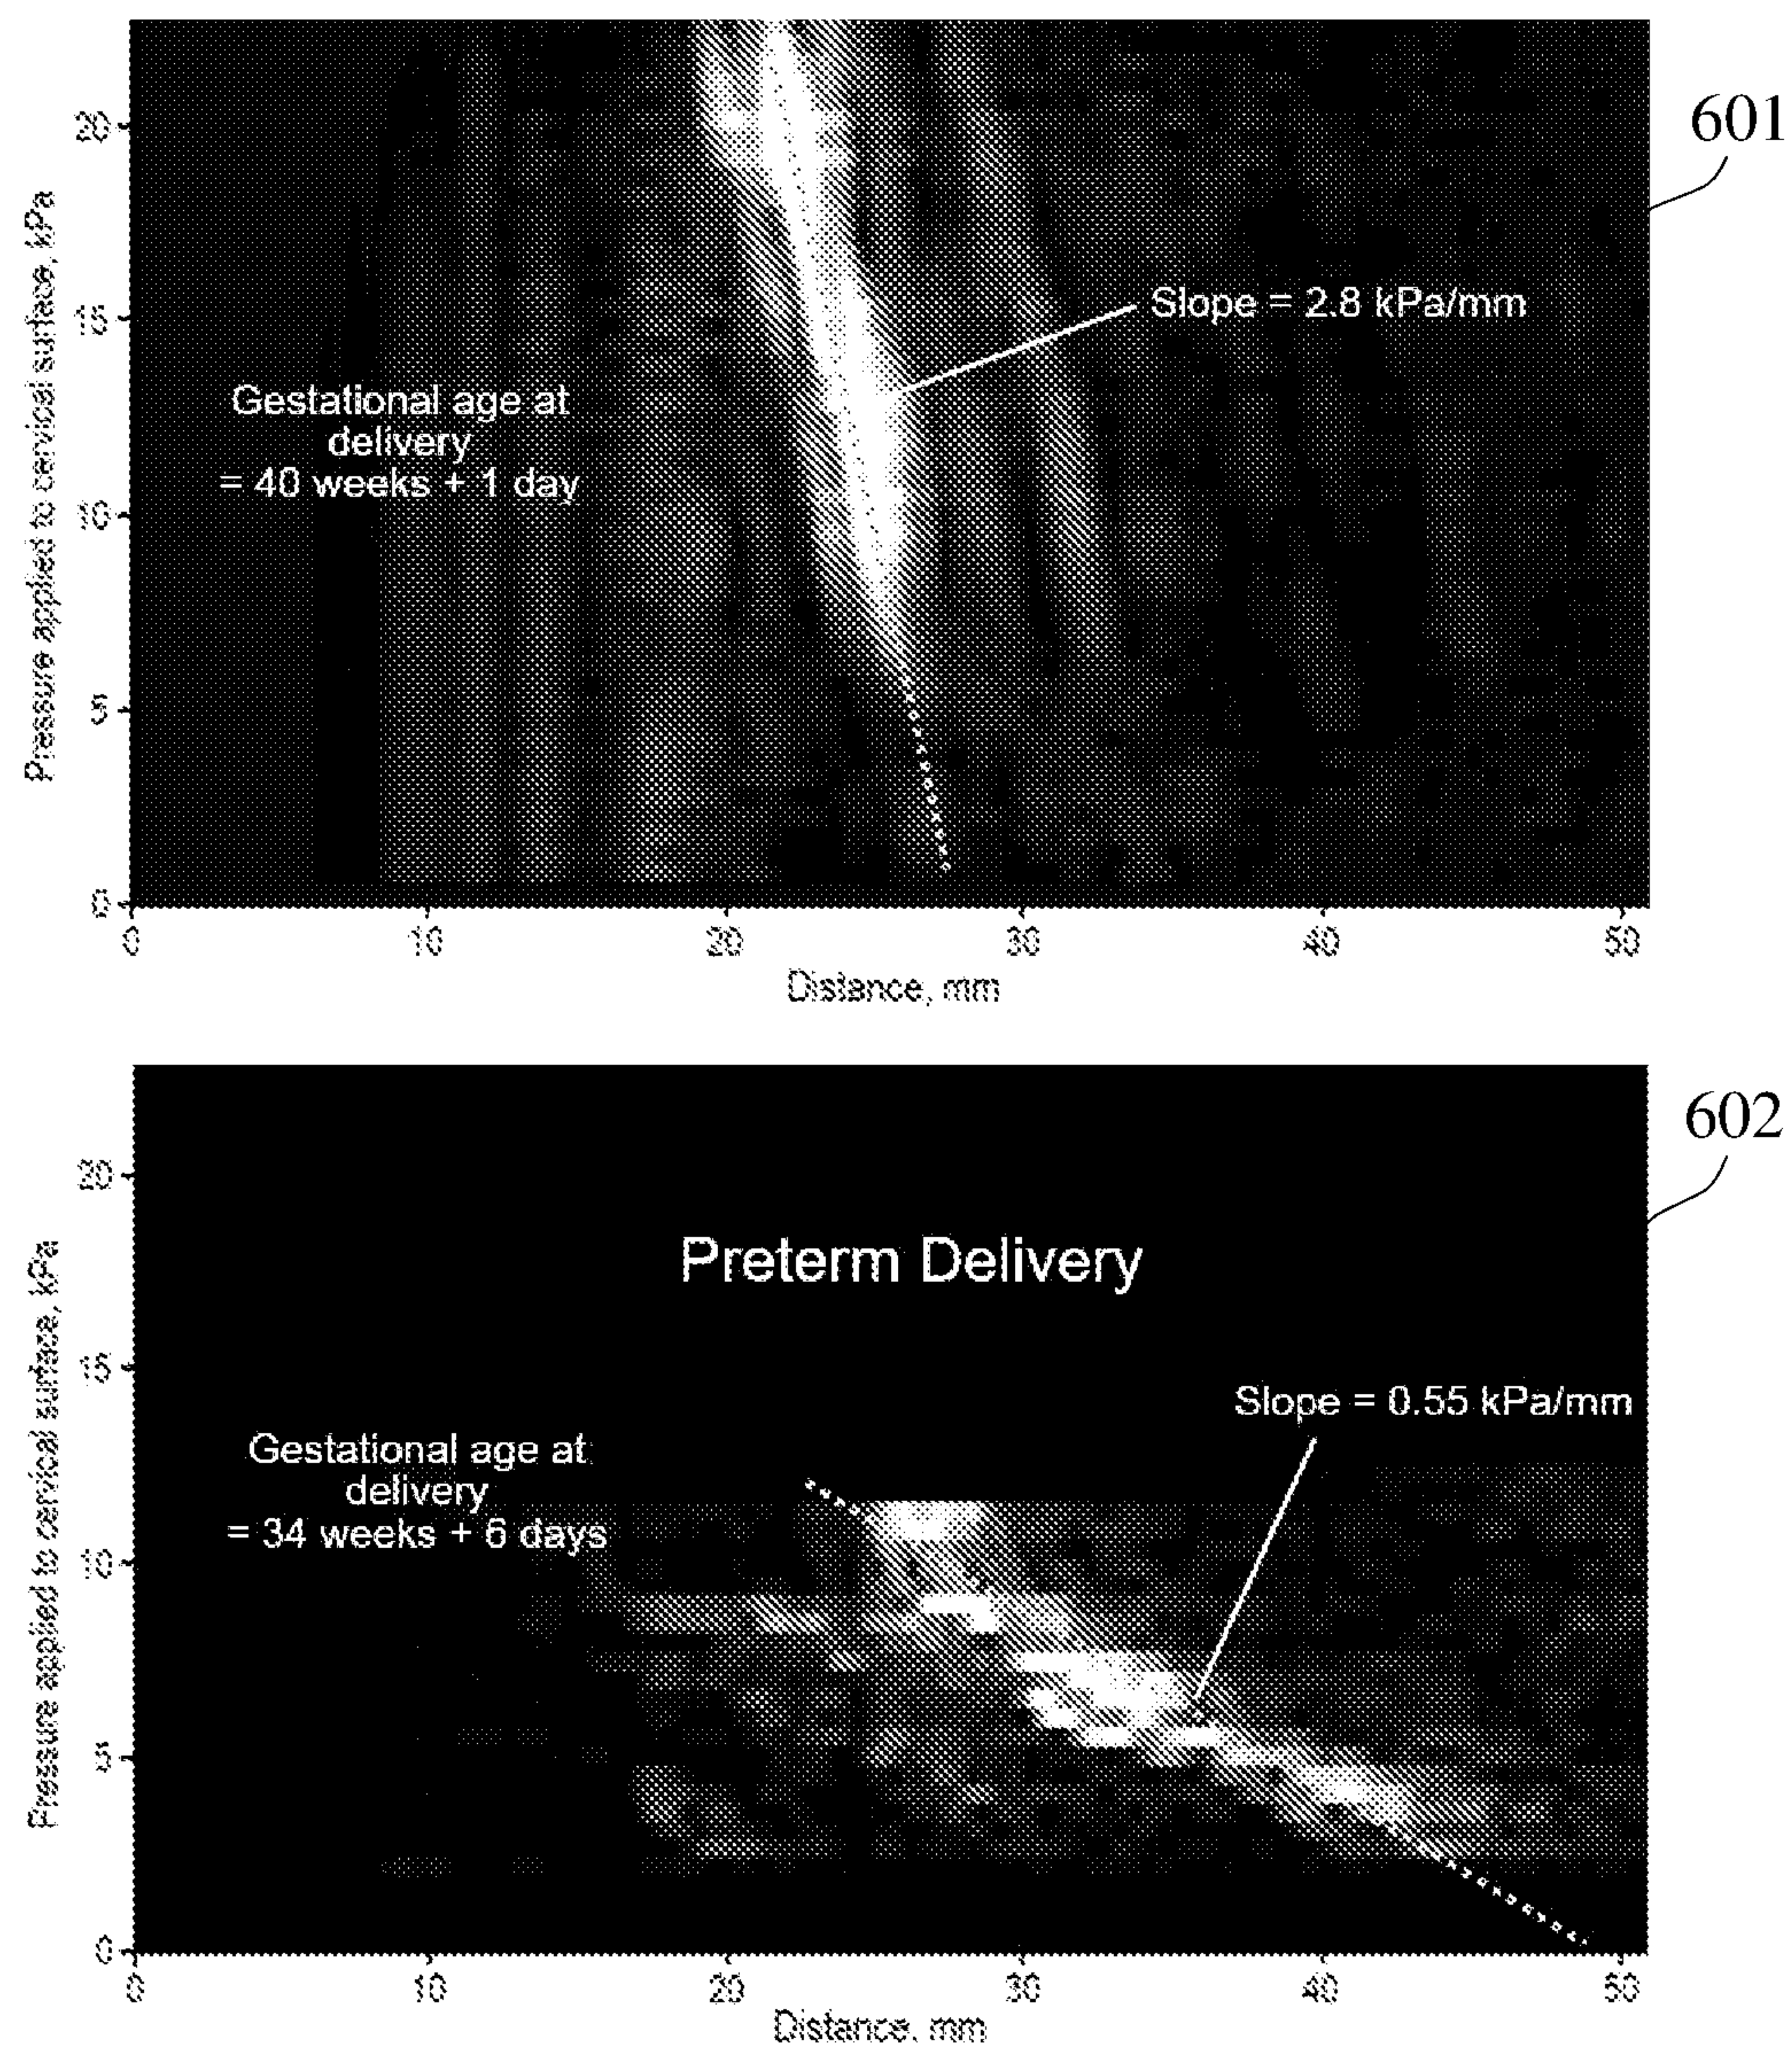 601
20
15
10
5
0
Pressure applied to cervical surface, kPa
Slope = 2.8 kPa/mm
Gestational age at
delivery
= 40 weeks + 1 day
0 10 20 30 40 50
Distance, mm
602
20
15
10
5
0
Pressure applied to cervical surface, kPa
Preterm Delivery
Slope = 0.55 kPa/mm
Gestational age at
delivery
= 34 weeks + 6 days
0 10 20 30 40 50
Distance, mm